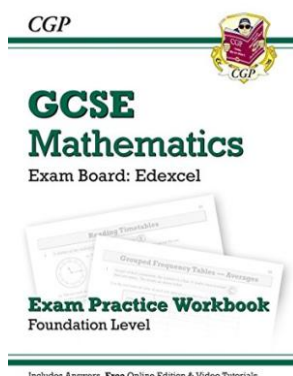 CGP
CGP
GCSE
Mathematics
Exam Board: Edexcel
Reading Timetables
Grouped Frequency Tables — Averages
Exam Practice Workbook
Foundation Level
Includes Answers, Free Online Edition & Video Tutorials